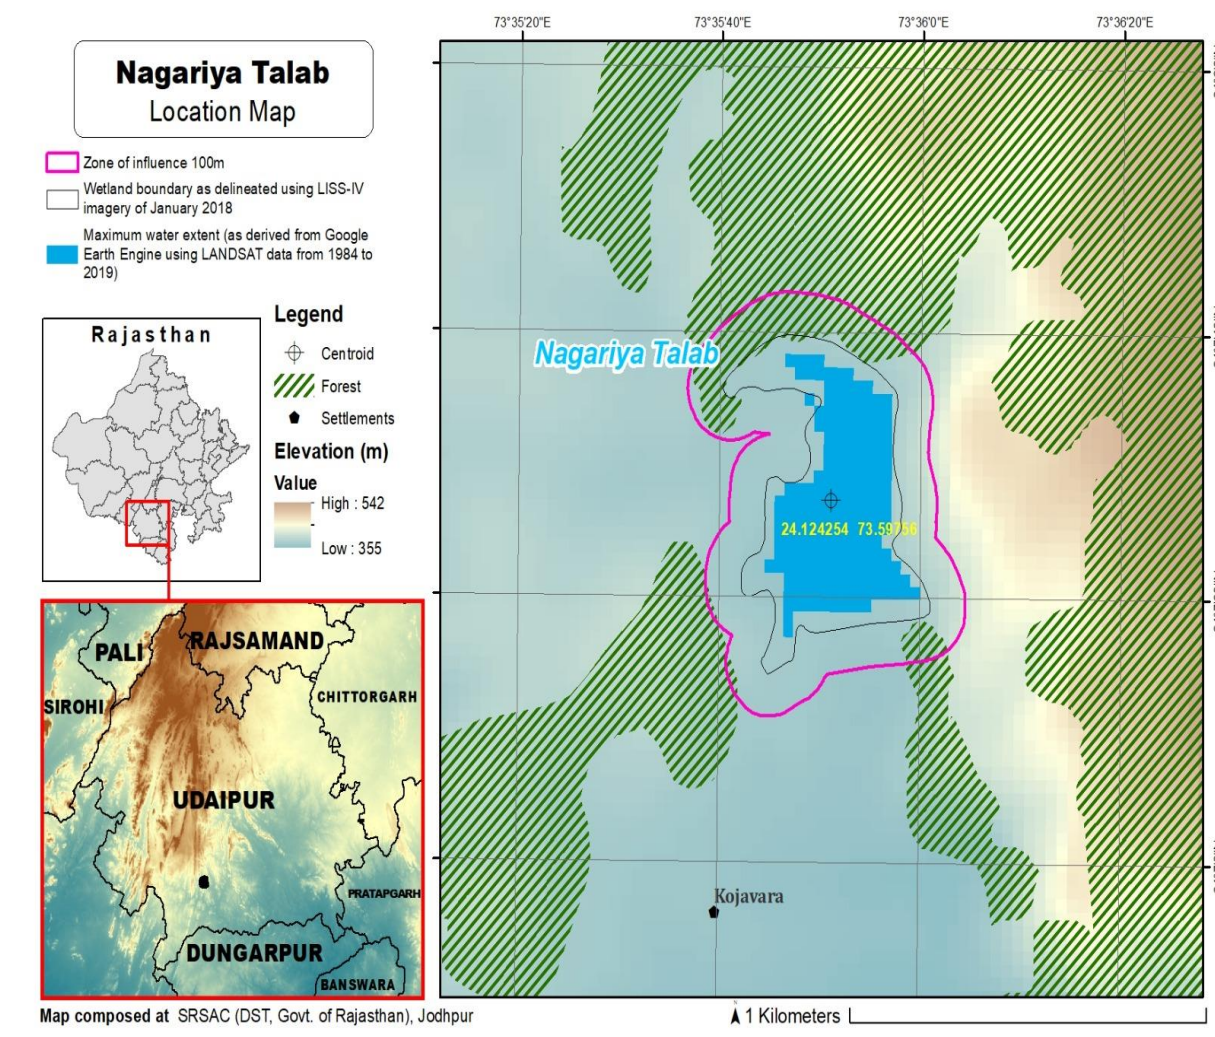 73°35'20"E
73°35'40"E
73°36'0"E
73°36'20"E
Nagariya Talab
Location Map
Zone of influence 100m
Wetland boundary as delineated using LISS-IV
imagery of January 2018
Maximum water extent (as derived from Google
Earth Engine using LANDSAT data from 1984 to
2019)
Rajasthan
Legend
Centroid
Forest
Settlements
Elevation (m)
Value
High : 542
Low : 355
Nagariya Talab
24.124254 73.59756
Kojavara
PALI
RAJSAMAND
SIROHI
CHITTORGARH
UDAIPUR
PRATAPGARH
DUNGARPUR
BANSWARA
Map composed at SRSAC (DST, Govt. of Rajasthan), Jodhpur
1 Kilometers